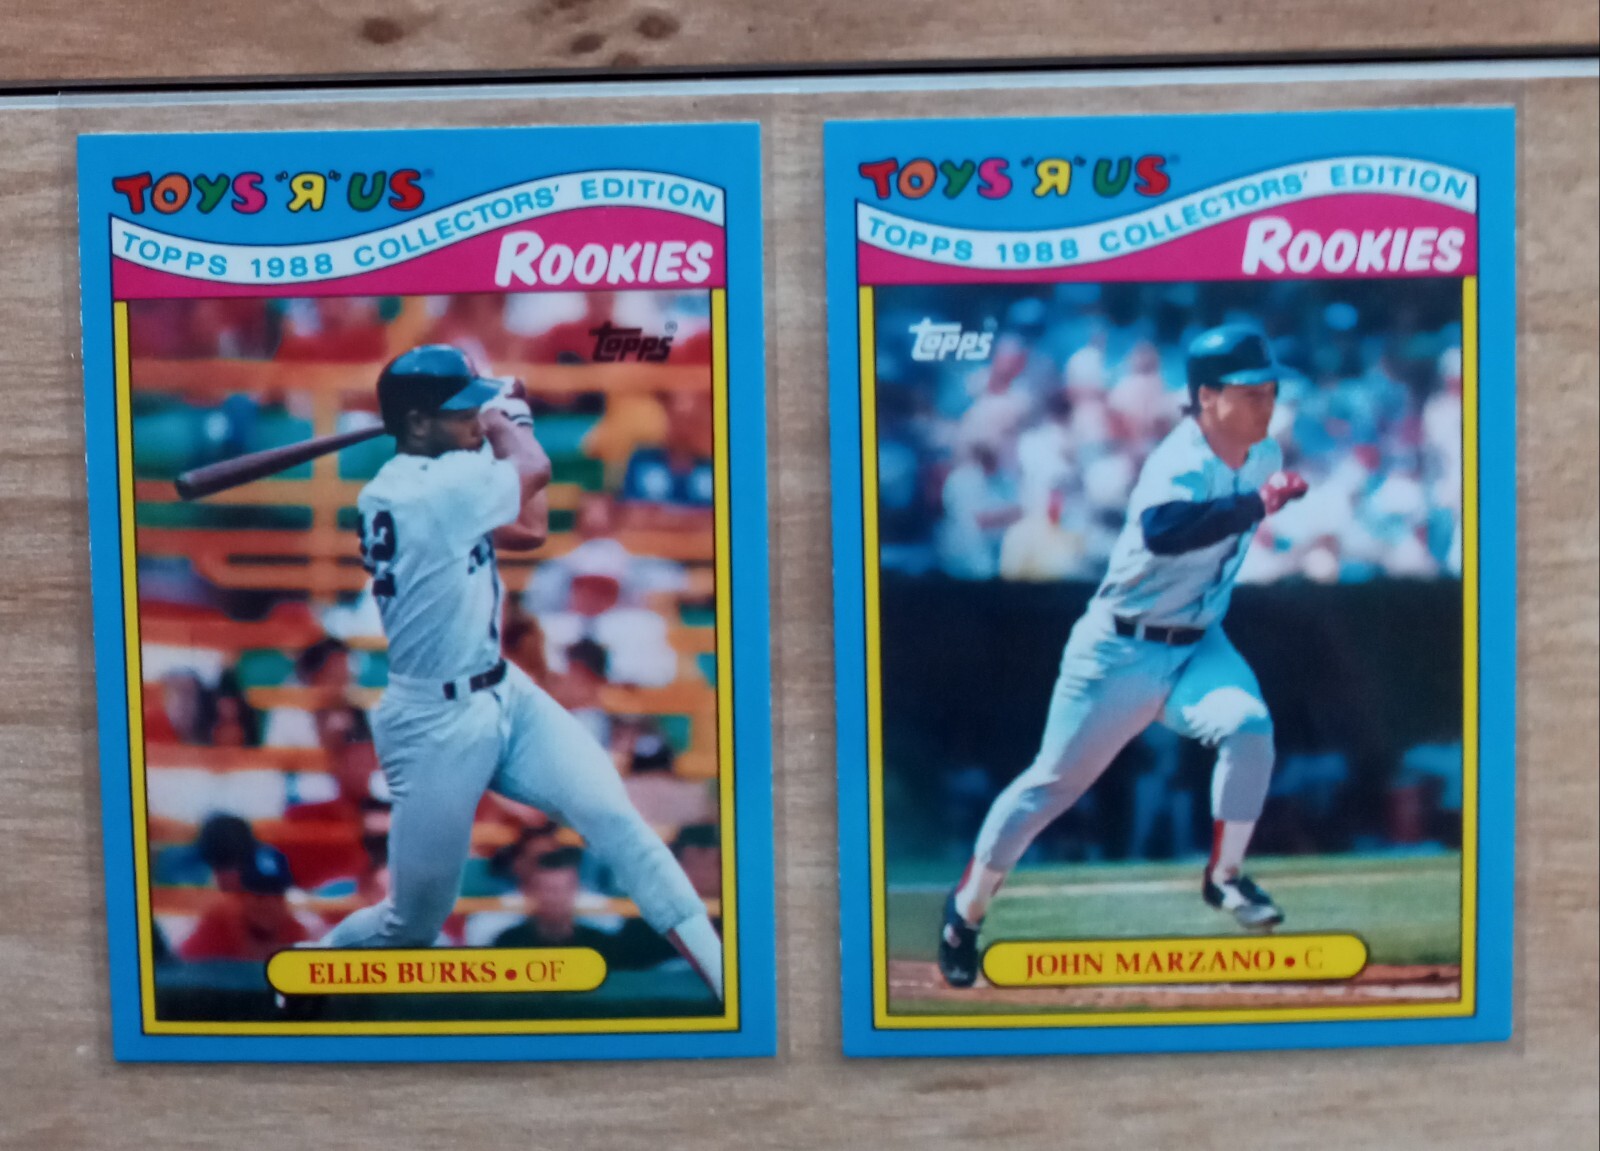 TOYS "Я" US®
TOPPS 1988 COLLECTORS' EDITION
ROOKIES
Topps®
ELLIS BURKS • OF
TOYS "Я" US®
TOPPS 1988 COLLECTORS' EDITION
ROOKIES
Topps®
JOHN MARZANO • C